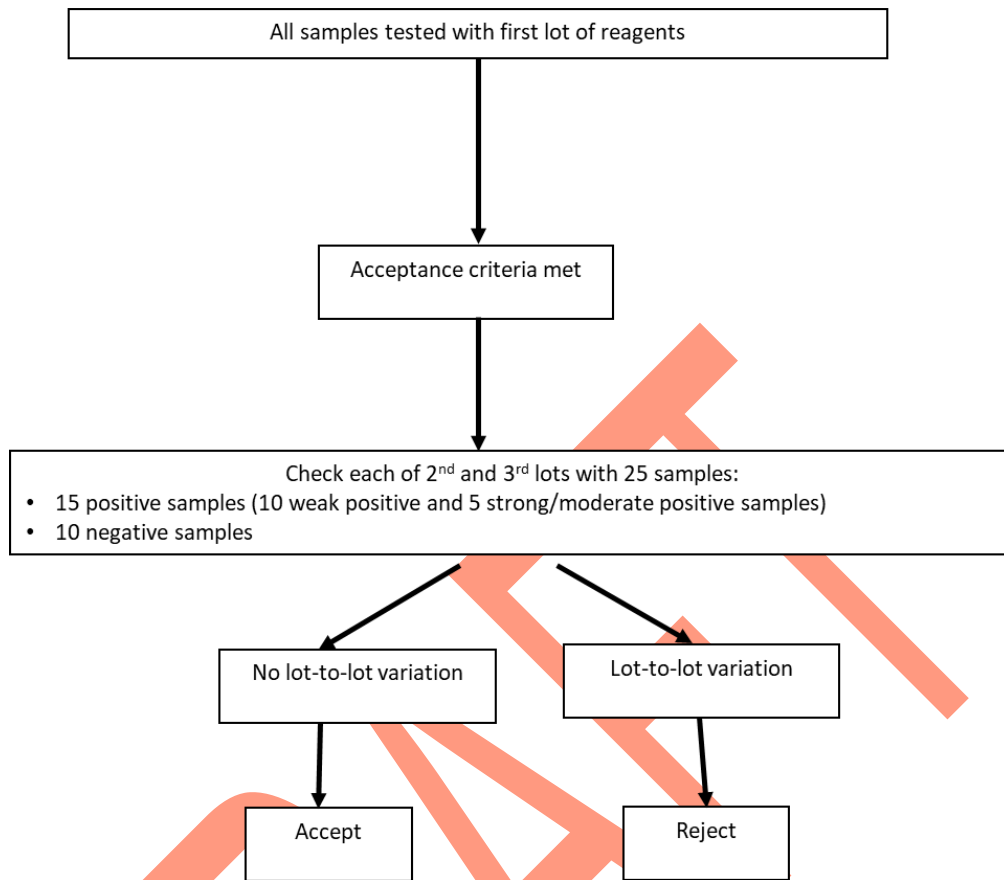 All samples tested with first lot of reagents
Acceptance criteria met
Check each of 2nd and 3rd lots with 25 samples:
• 15 positive samples (10 weak positive and 5 strong/moderate positive samples)
• 10 negative samples
No lot-to-lot variation
Lot-to-lot variation
Accept
Reject